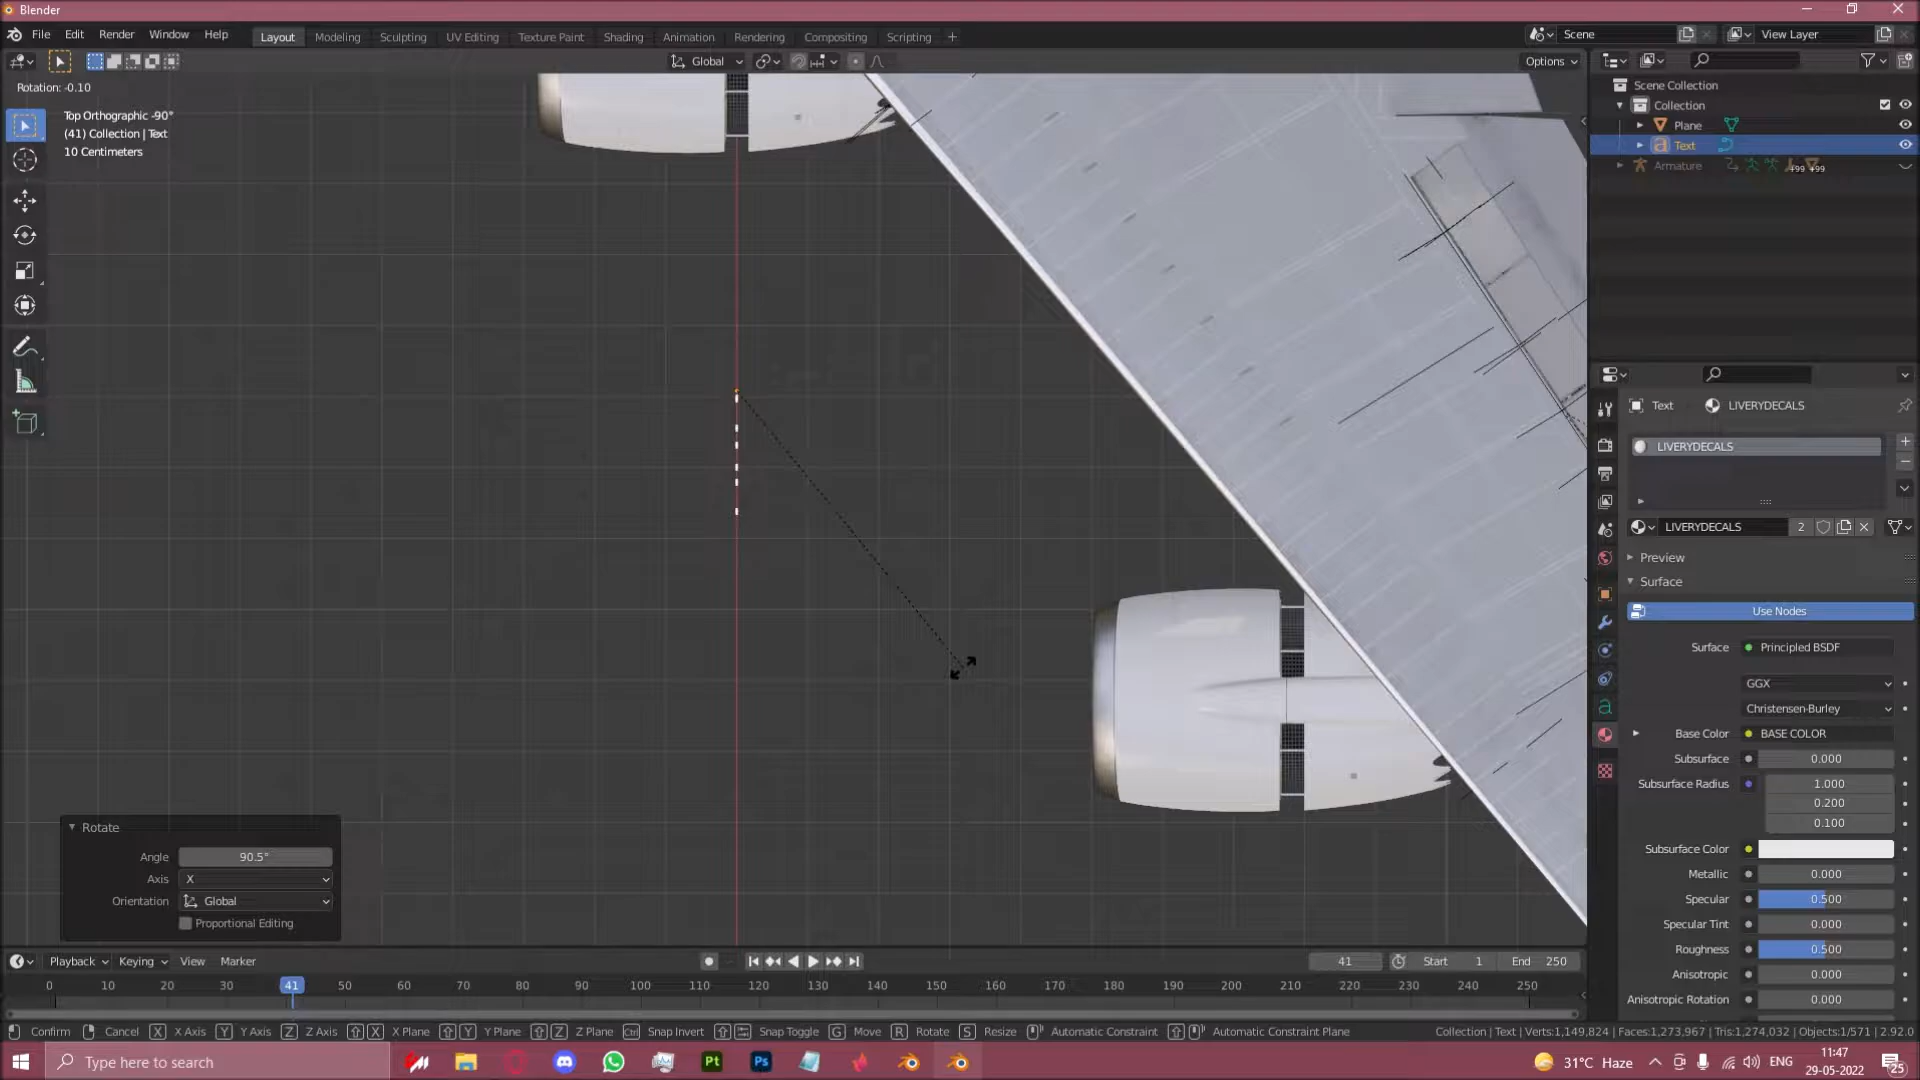 Blender
File Edit Render Window Help
Layout Modeling Sculpting UV Editing Texture Paint Shading Animation Rendering Compositing Scripting +
Scene
View Layer
Global
Options
Rotation: -0.10
Top Orthographic -90°
(41) Collection | Text
10 Centimeters
Scene Collection
Collection
Plane
Text
Armature
+99 +99
Text LIVERYDECALS
LIVERYDECALS
LIVERYDECALS 2
Preview
Surface
Use Nodes
Surface Principled BSDF
GGX
Christensen-Burley
Base Color BASE COLOR
Subsurface 0.000
Subsurface Radius 1.000
0.200
0.100
Subsurface Color
Metallic 0.000
Specular 0.500
Specular Tint 0.000
Roughness 0.500
Anisotropic 0.000
Anisotropic Rotation 0.000
Rotate
Angle 90.5°
Axis X
Orientation Global
Proportional Editing
Playback Keying View Marker
41 Start 1 End 250
0 10 20 30 41 50 60 70 80 90 100 110 120 130 140 150 160 170 180 190 200 210 220 230 240 250
Confirm Cancel X X Axis Y Y Axis Z Z Axis X X Plane Y Y Plane Z Z Plane Ctrl Snap Invert Snap Toggle G Move R Rotate S Resize Automatic Constraint Automatic Constraint Plane
Collection | Text | Verts:1,149,824 | Faces:1,273,967 | Tris:1,274,032 | Objects:1/571 | 2.92.0
Type here to search
Pt
Ps
31°C Haze
ENG
11:47
29-05-2022
25